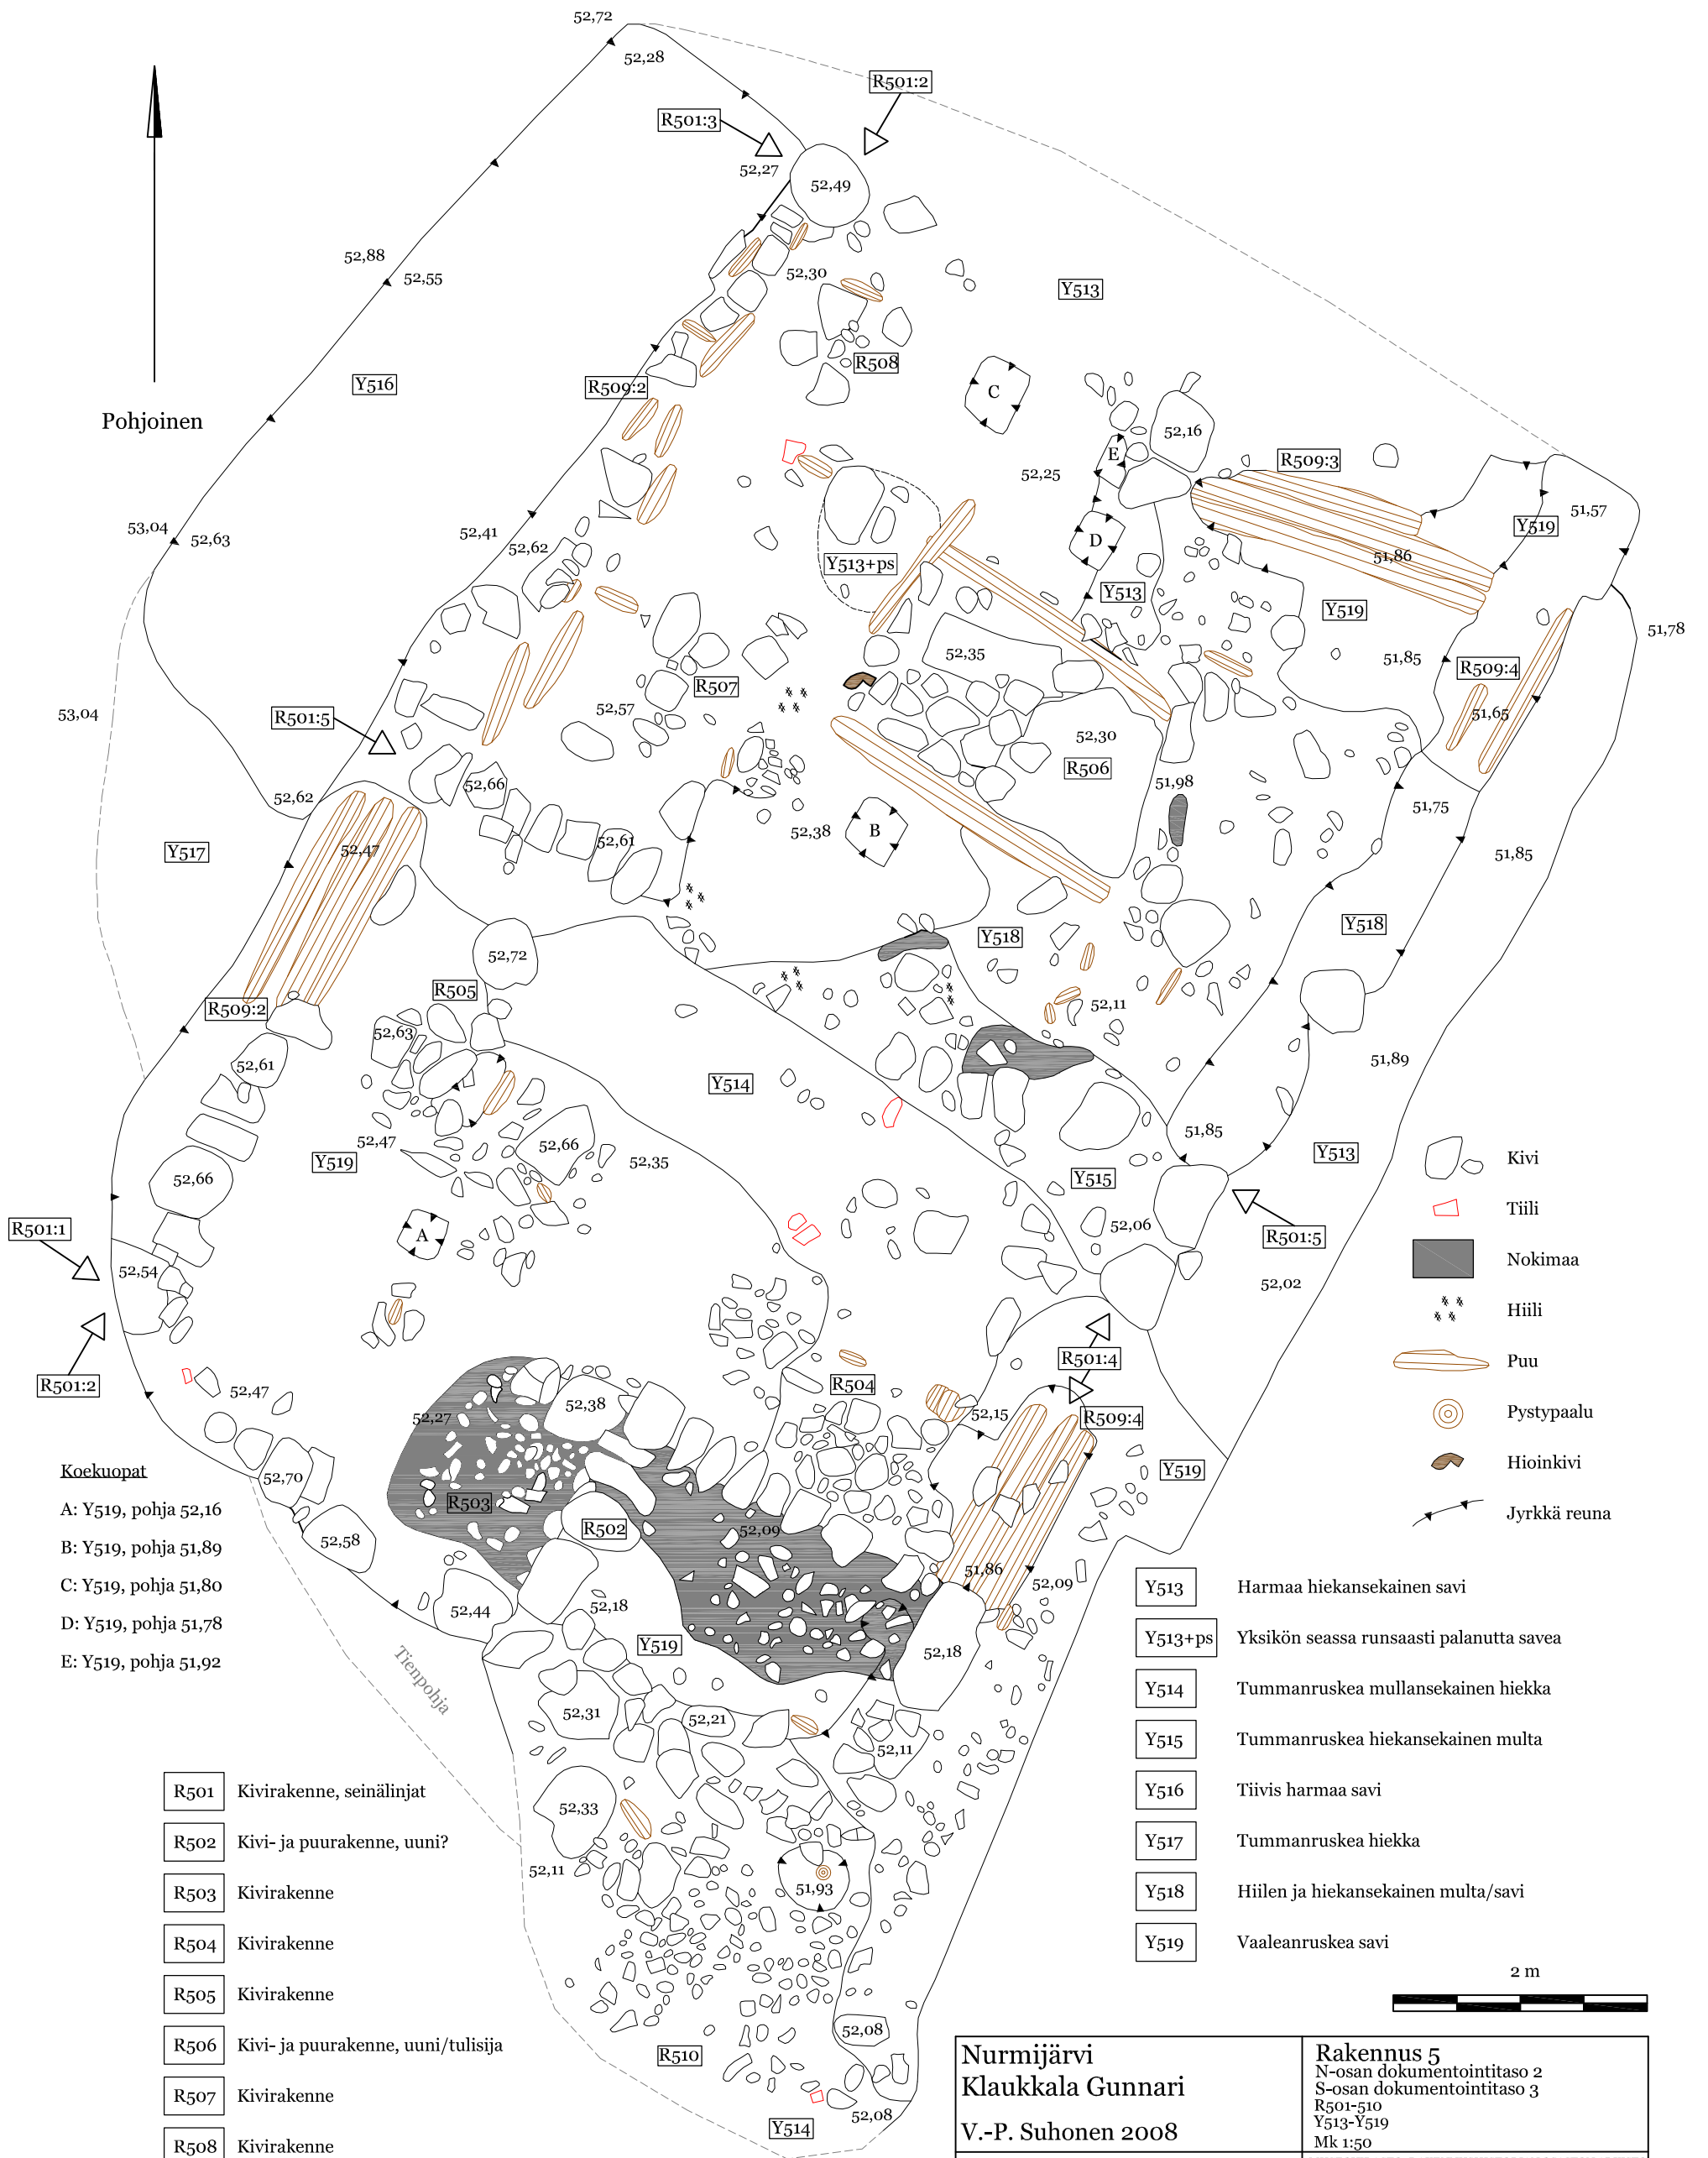 52,72
52,28
R501:2
R501:3
52,27
52,49
52,88
52,55
52,30
Y513
R508
Y516
R509:2
C
Pohjoinen
52,16
E
R509:3
52,25
51,57
Y519
53,04
52,63
52,41
52,62
D
51,86
Y513+ps
Y513
Y519
51,78
52,35
51,85
R509:4
R507
53,04
R501:5
52,57
51,65
52,30
R506
51,98
52,66
52,62
51,75
52,38
B
52,61
52,47
Y517
51,85
Y518
Y518
52,72
R505
R509:2
52,11
52,63
52,61
51,89
Y514
51,85
52,47
52,66
Y519
52,35
Y513
Y515
52,66
R501:1
A
52,06
R501:5
52,54
52,02
R501:2
R501:4
R504
52,47
52,38
52,27
52,15
R509:4
Y519
52,70
R503
R502
52,09
52,58
51,86
52,09
52,44
52,18
Y519
52,18
Tienpohja
52,31
52,21
52,11
52,33
52,11
51,93
52,08
R510
52,08
Y514
Kivi
Tiili
Nokimaa
Hiili
Puu
Pystypaalu
Hioinkivi
Jyrkkä reuna
Koekuopat
A: Y519, pohja 52,16
B: Y519, pohja 51,89
C: Y519, pohja 51,80
D: Y519, pohja 51,78
E: Y519, pohja 51,92
Y513 Harmaa hiekansekainen savi
Y513+ps Yksikön seassa runsaasti palanutta savea
Y514 Tummanruskea mullansekainen hiekka
Y515 Tummanruskea hiekansekainen multa
Y516 Tiivis harmaa savi
Y517 Tummanruskea hiekka
Y518 Hiilen ja hiekansekainen multa/savi
Y519 Vaaleanruskea savi
R501 Kivirakenne, seinälinjat
R502 Kivi- ja puurakenne, uuni?
R503 Kivirakenne
R504 Kivirakenne
R505 Kivirakenne
R506 Kivi- ja puurakenne, uuni/tulisija
R507 Kivirakenne
R508 Kivirakenne
2 m
Nurmijärvi
Klaukkala Gunnari
V.-P. Suhonen 2008
Rakennus 5
N-osan dokumentointitaso 2
S-osan dokumentointitaso 3
R501-510
Y513-Y519
Mk 1:50